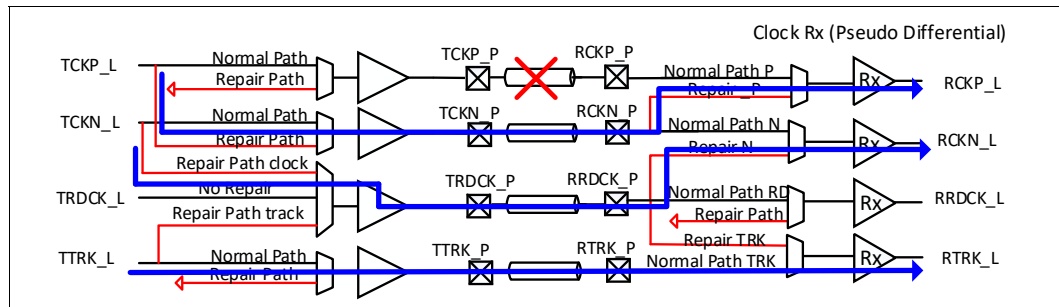 Clock Rx (Pseudo Differential)
TCKP_L
Normal Path
Repair Path
TCKP_P
RCKP_P
Normal Path P
Repair _P
Rx
RCKP_L
TCKN_L
Normal Path
Repair Path
TCKN_P
RCKN_P
Normal Path N
Repair N
Rx
RCKN_L
Repair Path clock
TRDCK_L
No Repair
Repair Path track
TRDCK_P
RRDCK_P
Normal Path RD
Repair Path
Rx
RRDCK_L
TTRK_L
Normal Path
Repair Path
TTRK_P
RTRK_P
Repair TRK
Normal Path TRK
Rx
RTRK_L